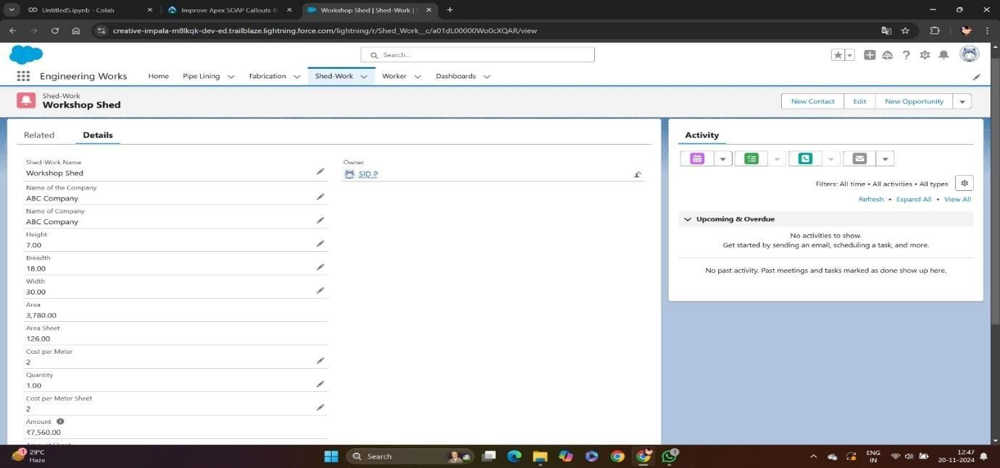 Untitled5.ipynb - Colab
Improve Apex SOAP Callouts &
Workshop Shed | Shed-Work |
creative-impala-m8lkqk-dev-ed.trailblaze.lightning.force.com/lightning/r/Shed_Work__c/a01dL00000Wo0cXQAR/view
Search...
Engineering Works
Home
Pipe Lining
Fabrication
Shed-Work
Worker
Dashboards
Shed-Work
Workshop Shed
New Contact
Edit
New Opportunity
Related
Details
Shed-Work Name
Workshop Shed
Name of the Company
ABC Company
Name of Company
ABC Company
Height
7.00
Breadth
18.00
Width
30.00
Area
3,780.00
Area Sheet
126.00
Cost per Meter
2
Quantity
1.00
Cost per Meter Sheet
2
Amount
₹7,560.00
Owner
SID P
Activity
Filters: All time • All activities • All types
Refresh • Expand All • View All
Upcoming & Overdue
No activities to show.
Get started by sending an email, scheduling a task, and more.
No past activity. Past meetings and tasks marked as done show up here.
1
29°C
Haze
Search
1
ENG
IN
12:47
20-11-2024